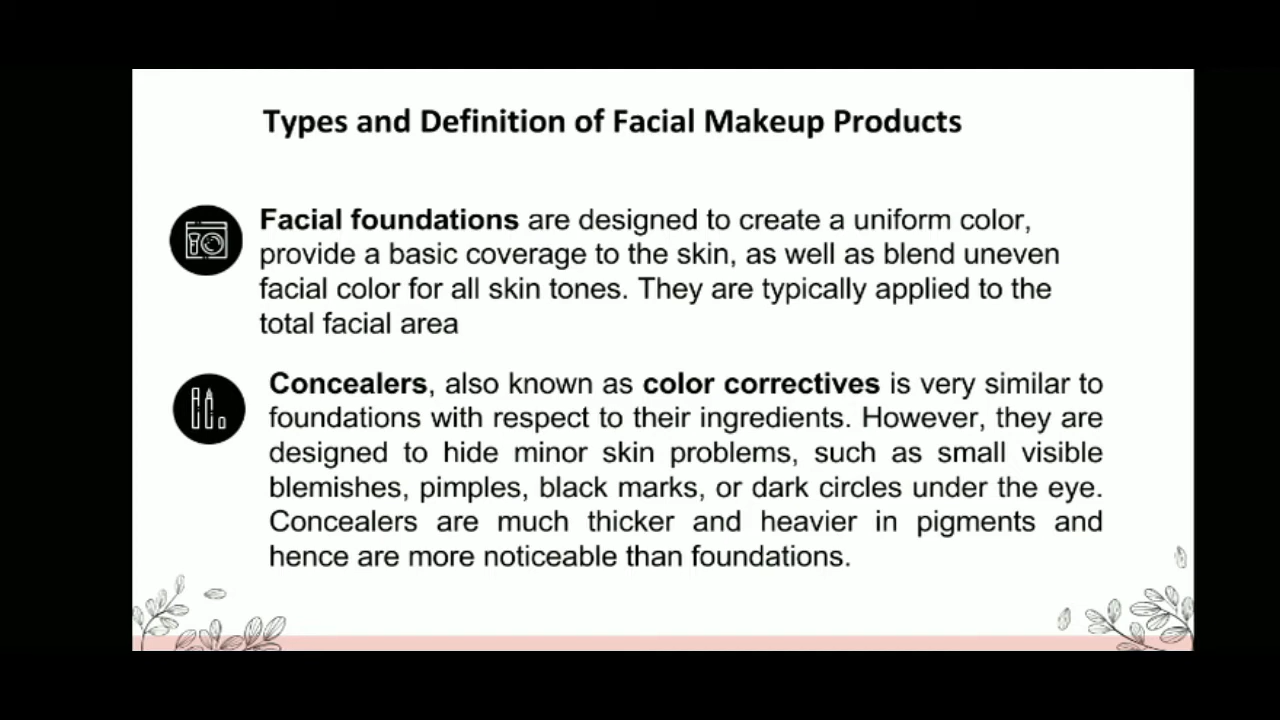 Types and Definition of Facial Makeup Products
Facial foundations are designed to create a uniform color,
provide a basic coverage to the skin, as well as blend uneven
facial color for all skin tones. They are typically applied to the
total facial area
Concealers, also known as color correctives is very similar to
foundations with respect to their ingredients. However, they are
designed to hide minor skin problems, such as small visible
blemishes, pimples, black marks, or dark circles under the eye.
Concealers are much thicker and heavier in pigments and
hence are more noticeable than foundations.